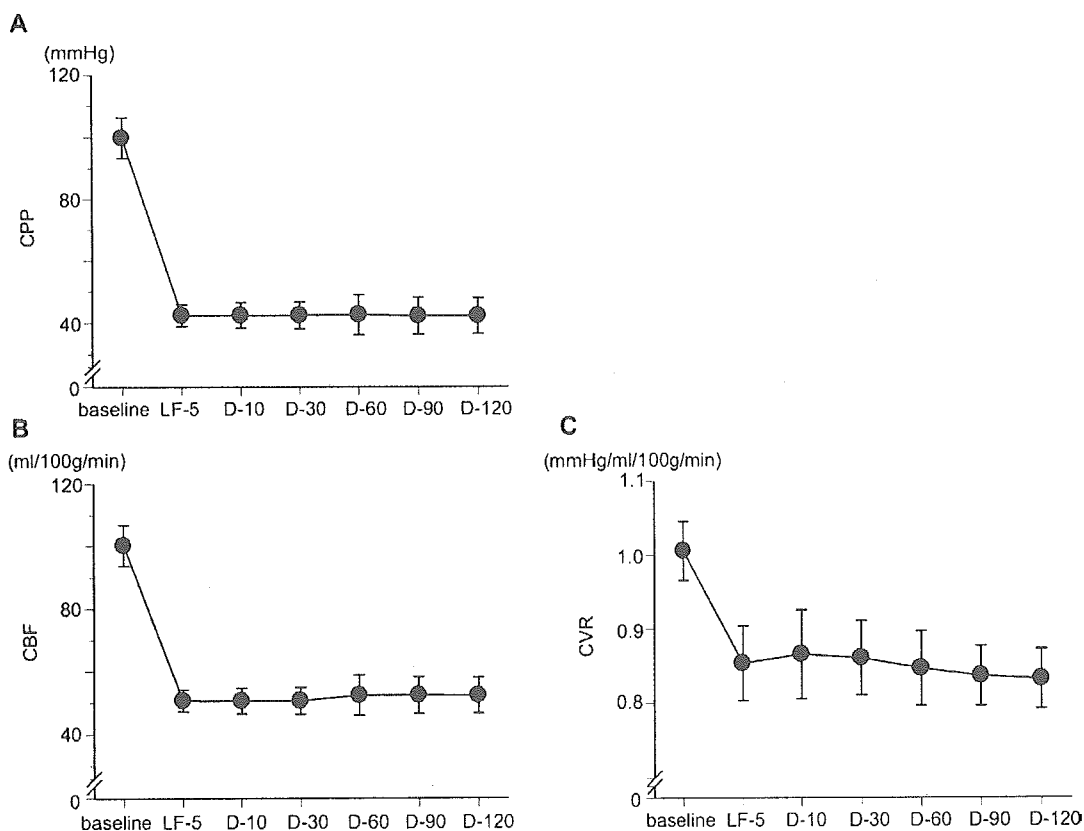 A
(mmHg)
120
80
40
0
CPP
baseline LF-5 D-10 D-30 D-60 D-90 D-120
B
(ml/100g/min)
120
80
40
0
CBF
baseline LF-5 D-10 D-30 D-60 D-90 D-120
C
(mmHg/ml/100g/min)
1.1
1.0
0.9
0.8
0
CVR
baseline LF-5 D-10 D-30 D-60 D-90 D-120